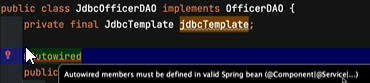 public class JdbcOfficerDAO implements OfficerDAO {
private final JdbcTemplate jdbcTemplate;
Autowired
public
Autowired members must be defined in valid Spring bean (@Component|@Service|...)